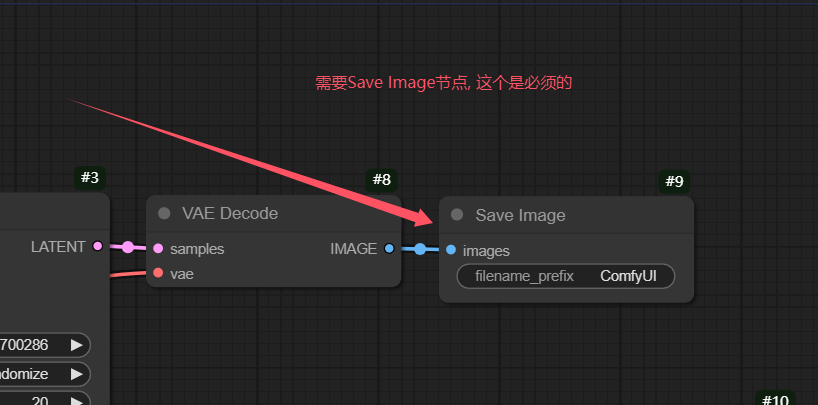 需要Save Image节点, 这个是必须的
#3
#8
#9
VAE Decode
Save Image
LATENT
samples
IMAGE
images
vae
filename_prefix ComfyUI
700286
ndomize
20
#10